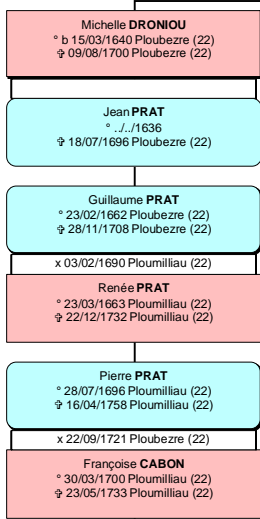 Michelle DRONIOU
° b 15/03/1640 Ploubezre (22)
✞ 09/08/1700 Ploubezre (22)
Jean PRAT
° ../../1636
✞ 18/07/1696 Ploubezre (22)
Guillaume PRAT
° 23/02/1662 Ploubezre (22)
✞ 28/11/1708 Ploubezre (22)
x 03/02/1690 Ploumilliau (22)
Renée PRAT
° 23/03/1663 Ploumilliau (22)
✞ 22/12/1732 Ploumilliau (22)
Pierre PRAT
° 28/07/1696 Ploumilliau (22)
✞ 16/04/1758 Ploumilliau (22)
x 22/09/1721 Ploubezre (22)
Françoise CABON
° 30/03/1700 Ploumilliau (22)
✞ 23/05/1733 Ploumilliau (22)